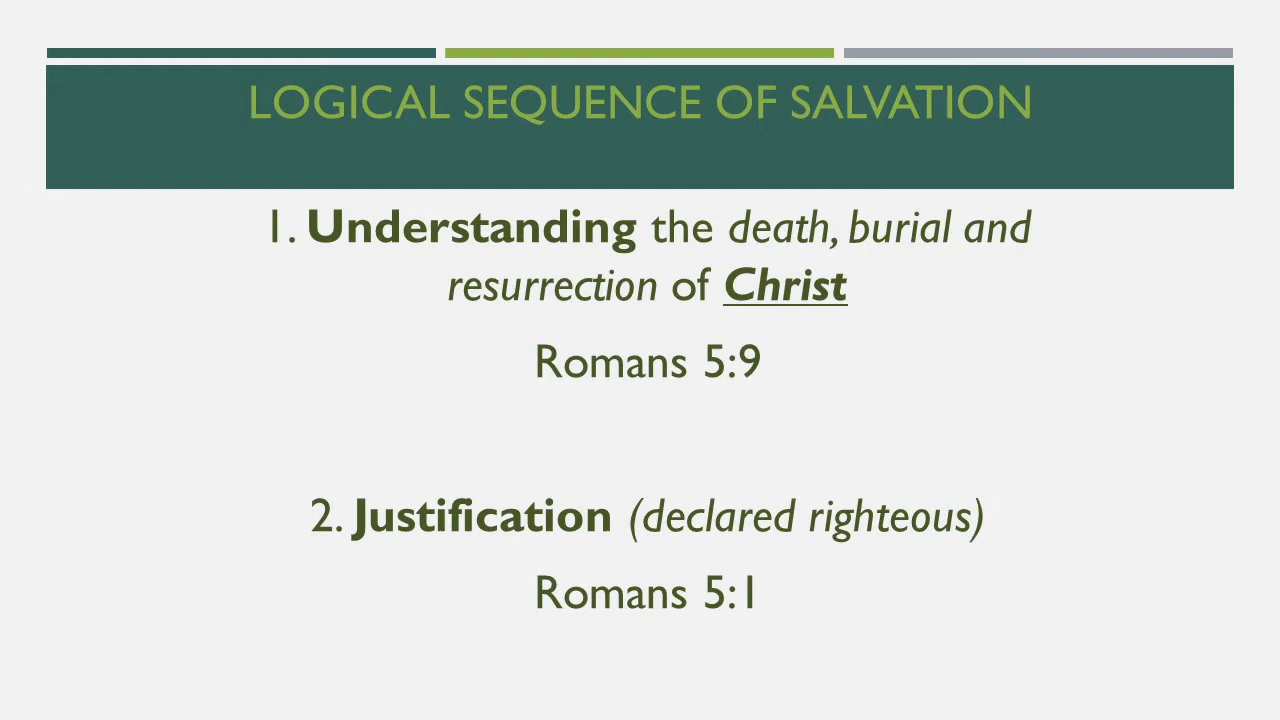 LOGICAL SEQUENCE OF SALVATION
1. Understanding the death, burial and
resurrection of Christ
Romans 5:9
2. Justification (declared righteous)
Romans 5:1